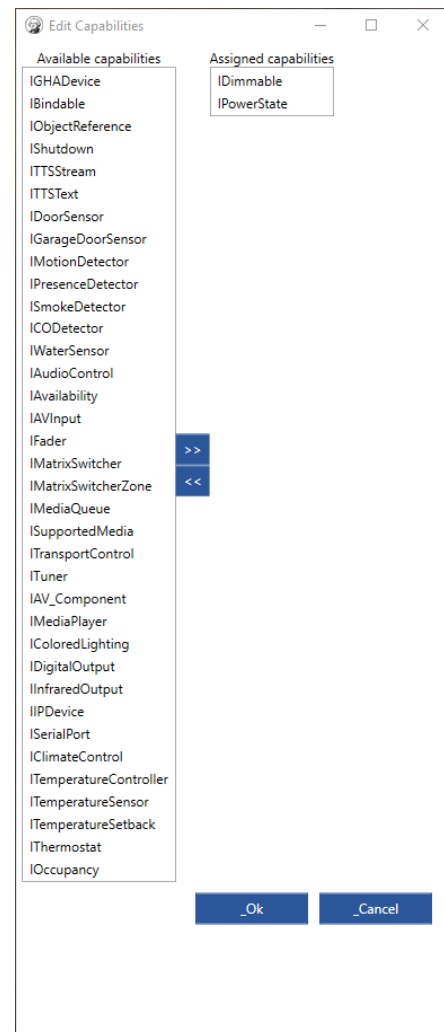 Edit Capabilities
Available capabilities
IGHADevice
IBindable
IObjectReference
IShutdown
ITTSStream
ITTSText
IDoorSensor
IGarageDoorSensor
IMotionDetector
IPresenceDetector
ISmokeDetector
ICODetector
IWaterSensor
IAudioControl
IAvailability
IAVInput
IFader
IMatrixSwitcher
IMatrixSwitcherZone
IMediaQueue
ISupportedMedia
ITransportControl
ITuner
IAV_Component
IMediaPlayer
IColoredLighting
IDigitalOutput
IInfraredOutput
IIPDevice
ISerialPort
IClimateControl
ITemperatureController
ITemperatureSensor
ITemperatureSetback
IThermostat
IOccupancy
>>
<<
Assigned capabilities
IDimmable
IPowerState
_Ok
_Cancel